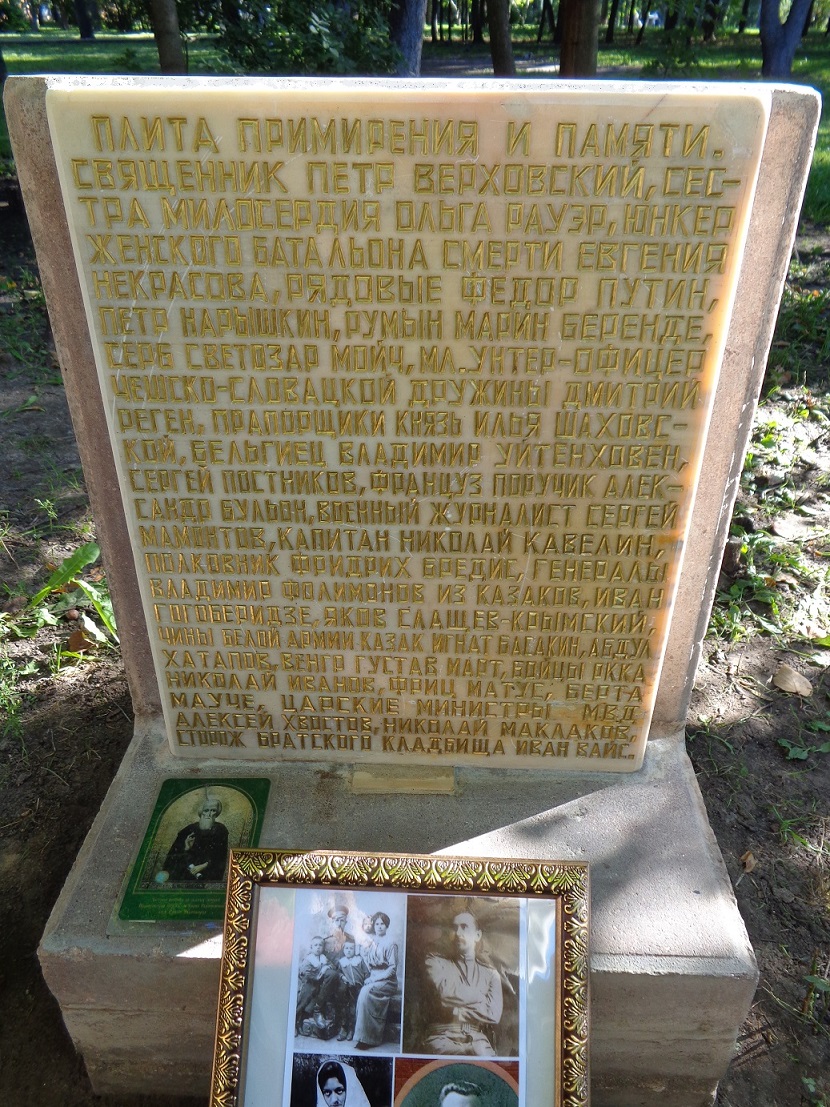 ПЛИТА ПРИМИРЕНИЯ И ПАМЯТИ.
СВЯЩЕННИК ПЕТР ВЕРХОВСКИЙ, СЕС-
ТРА МИЛОСЕРДИЯ ОЛЬГА РАУЭР, ЮНКЕР
ЖЕНСКОГО БАТАЛЬОНА СМЕРТИ ЕВГЕНИЯ
НЕКРАСОВА, РЯДОВЫЕ ФЕДОР ПУТИН,
ПЕТР НАРЫШКИН, РУМЫН МАРИН БЕРЕНДЕ,
СЕРБ СВЕТОЗАР МОЙЧ, МЛ. УНТЕР-ОФИЦЕР
ЧЕШСКО-СЛОВАЦКОЙ ДРУЖИНЫ ДМИТРИЙ
РЕГЕН, ПРАПОРЩИКИ КНЯЗЬ ИЛЬЯ ШАХОВС-
КОЙ, БЕЛЬГИЕЦ ВЛАДИМИР УЙТЕНХОВЕН,
СЕРГЕЙ ПОСТНИКОВ, ФРАНЦУЗ ПОРУЧИК АЛЕК-
САНДР БУЛЬОН, ВОЕННЫЙ ЖУРНАЛИСТ СЕРГЕЙ
МАМОНТОВ, КАПИТАН НИКОЛАЙ КАВЕЛИН,
ПОЛКОВНИК ФРИДРИХ БРЕДИС, ГЕНЕРАЛЫ
ВЛАДИМИР ФОЛИМОНОВ ИЗ КАЗАКОВ, ИВАН
ГОГОБЕРИДЗЕ, ЯКОВ СЛАЩЕВ-КРЫМСКИЙ,
ЧИНЫ БЕЛОЙ АРМИИ КАЗАК ИГНАТ БАСАКИН, АБДУЛ
ХАТАПОВ, ВЕНГР ГУСТАВ МАРТ, БОЙЦЫ РККА
НИКОЛАЙ ИВАНОВ, ФРИЦ МАТУС, БЕРТА
МАУЧЕ, ЦАРСКИЕ МИНИСТРЫ МВД
АЛЕКСЕЙ ХВОСТОВ, НИКОЛАЙ МАКЛАКОВ,
СТОРОЖ БРАТСКОГО КЛАДБИЩА ИВАН ВАЙС.